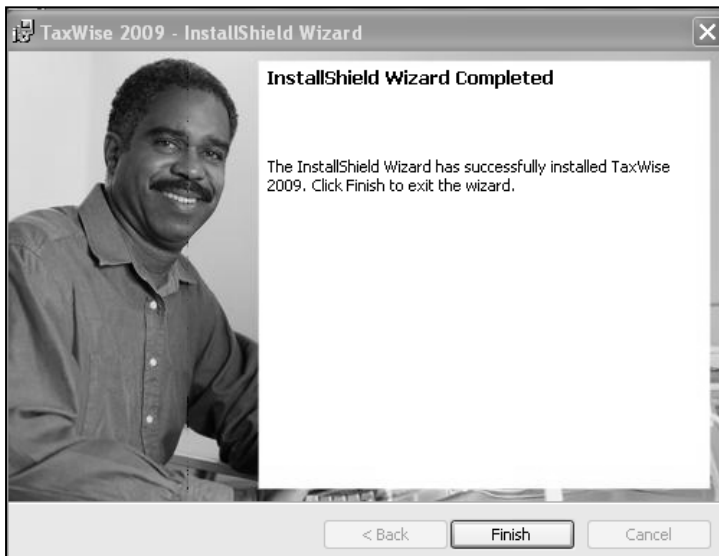 TaxWise 2009 - InstallShield Wizard
InstallShield Wizard Completed
The InstallShield Wizard has successfully installed TaxWise
2009. Click Finish to exit the wizard.
< Back
Finish
Cancel